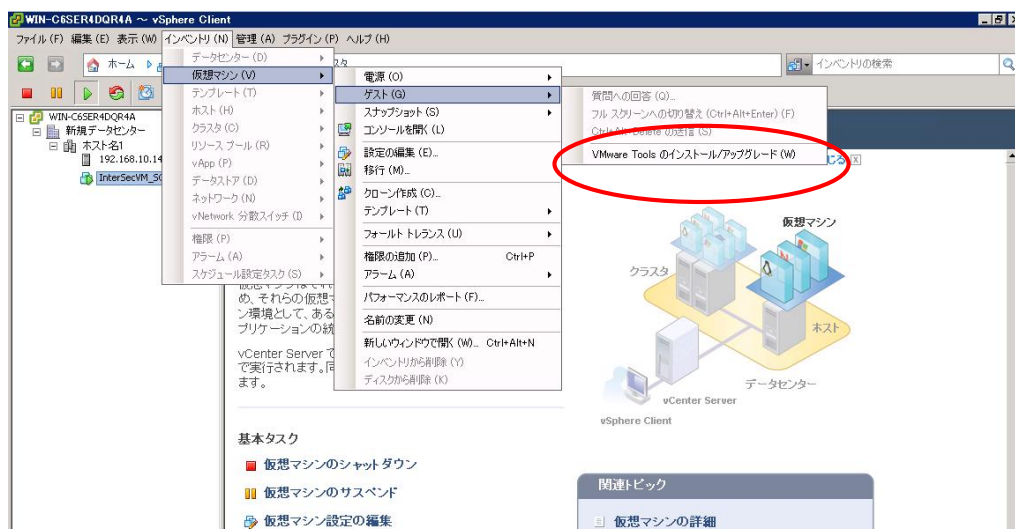 WIN-C6SER4DQR4A ～ vSphere Client
ファイル(F) 編集(E) 表示(W) インベントリ(N) 管理(A) プラグイン(P) ヘルプ(H)
ホーム
インベントリの検索
データセンター(D)
仮想マシン(V)
テンプレート(T)
ホスト(H)
クラスタ(C)
リソース プール(R)
vApp(P)
データストア(D)
ネットワーク(N)
vNetwork 分散スイッチ(I)
権限(P)
アラーム(A)
スケジュール設定タスク(S)
電源(O)
ゲスト(G)
スナップショット(S)
コンソールを開く(L)
設定の編集(E)...
移行(M)...
クローン作成(C)...
テンプレート(T)
フォールト トレランス(U)
権限の追加(P)... Ctrl+P
アラーム(A)
パフォーマンスのレポート(F)...
名前の変更(N)
新しいウィンドウで開く(W)... Ctrl+Alt+N
インベントリから削除(Y)
ディスクから削除(K)
質問への回答(Q)...
フル スクリーンへの切り替え(Ctrl+Alt+Enter)(F)
Ctrl+Alt+Delete の送信(S)
VMware Tools のインストール/アップグレード(W)
WIN-C6SER4DQR4A
新規データセンター
ホスト名1
192.168.10.14
InterSecVM_SG
じる
め、それらの仮想
ン環境として、ある
プリケーションの統
vCenter Server で
で実行されます。同
ます。
仮想マシン
クラスタ
ホスト
データセンター
vCenter Server
vSphere Client
基本タスク
仮想マシンのシャットダウン
仮想マシンのサスペンド
仮想マシン設定の編集
関連トピック
仮想マシンの詳細